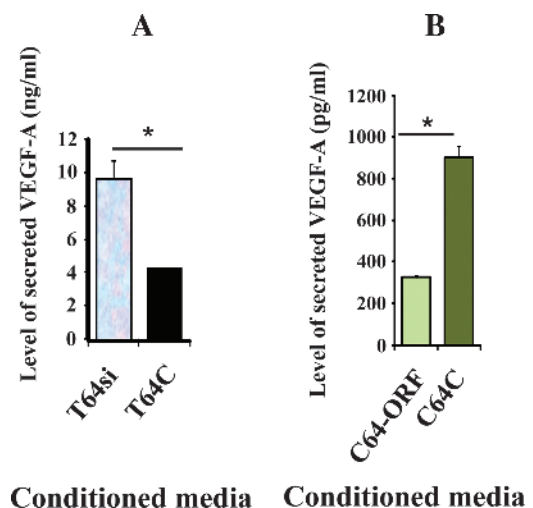 A
B
Level of secreted VEGF-A (ng/ml)
12
10
8
6
4
2
0
*
T64si
T64C
Conditioned media
Level of secreted VEGF-A (pg/ml)
1200
1000
800
600
400
200
0
*
C64-ORF
C64C
Conditioned media